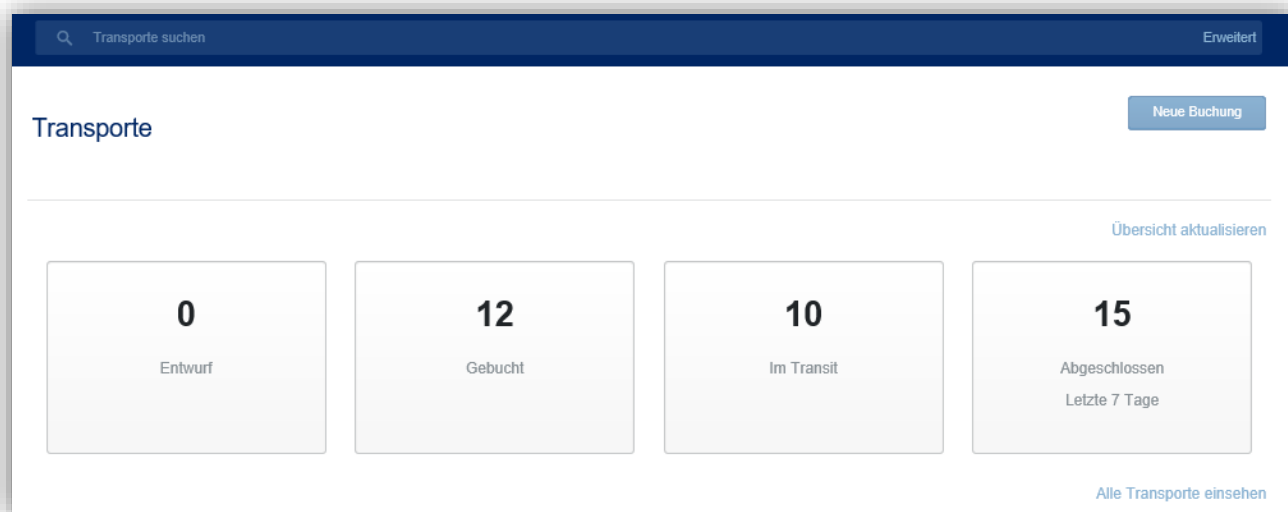 Transporte suchen Erweitert
Neue Buchung
Transporte
Übersicht aktualisieren
0 12 10 15
Entwurf Gebucht Im Transit Abgeschlossen
Letzte 7 Tage
Alle Transporte einsehen